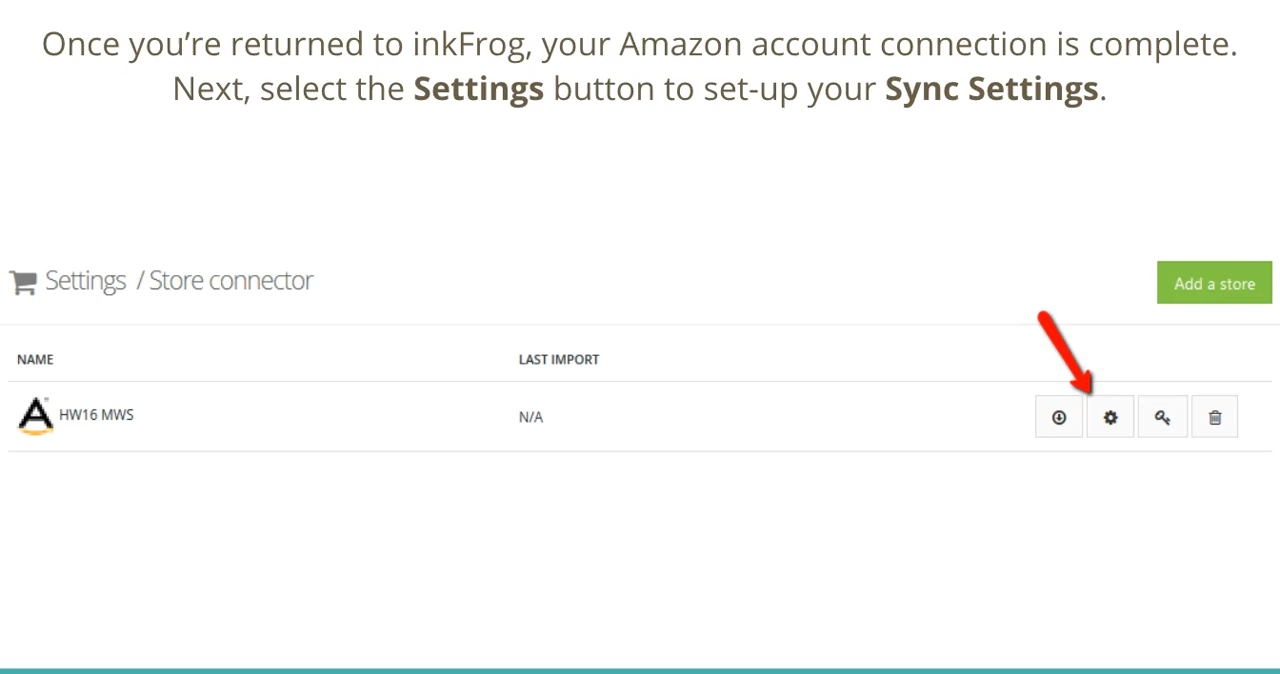 Once you’re returned to inkFrog, your Amazon account connection is complete.
Next, select the Settings button to set-up your Sync Settings.
Settings / Store connector
Add a store
NAME
LAST IMPORT
HW16 MWS
N/A